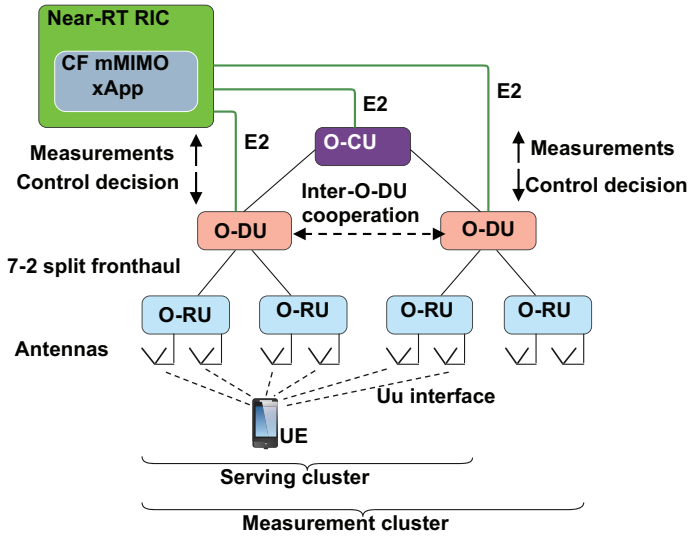 Near-RT RIC
CF mMIMO
xApp
E2
E2
E2
O-CU
Measurements
Control decision
Measurements
Control decision
Inter-O-DU
cooperation
O-DU
O-DU
7-2 split fronthaul
O-RU
O-RU
O-RU
O-RU
Antennas
Uu interface
UE
Serving cluster
Measurement cluster